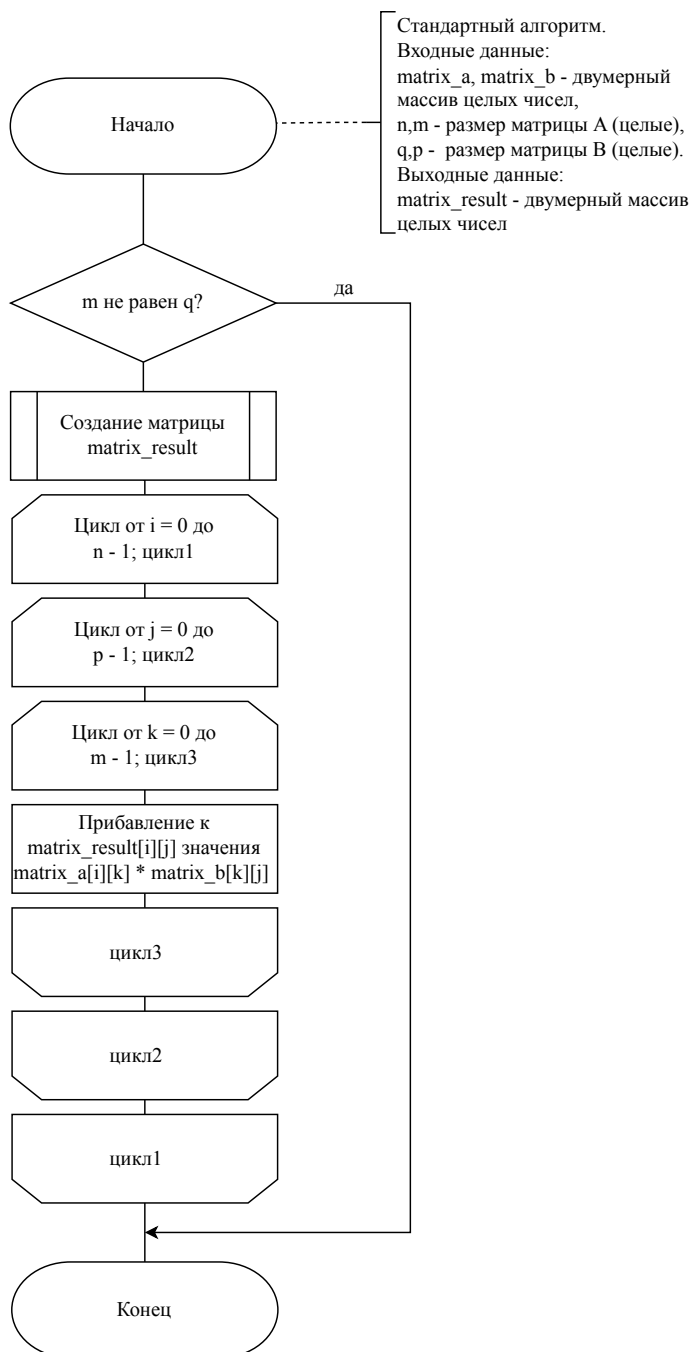 Стандартный алгоритм.
Входные данные:
matrix_a, matrix_b - двумерный
массив целых чисел,
n,m - размер матрицы А (целые),
q,p -  размер матрицы В (целые).
Выходные данные:
matrix_result - двумерный массив
целых чисел
Начало
m не равен q?
да
Создание матрицы
matrix_result
Цикл от i = 0 до
n - 1; цикл1
Цикл от j = 0 до
p - 1; цикл2
Цикл от k = 0 до
m - 1; цикл3
Прибавление к
matrix_result[i][j] значения
matrix_a[i][k] * matrix_b[k][j]
цикл3
цикл2
цикл1
Конец